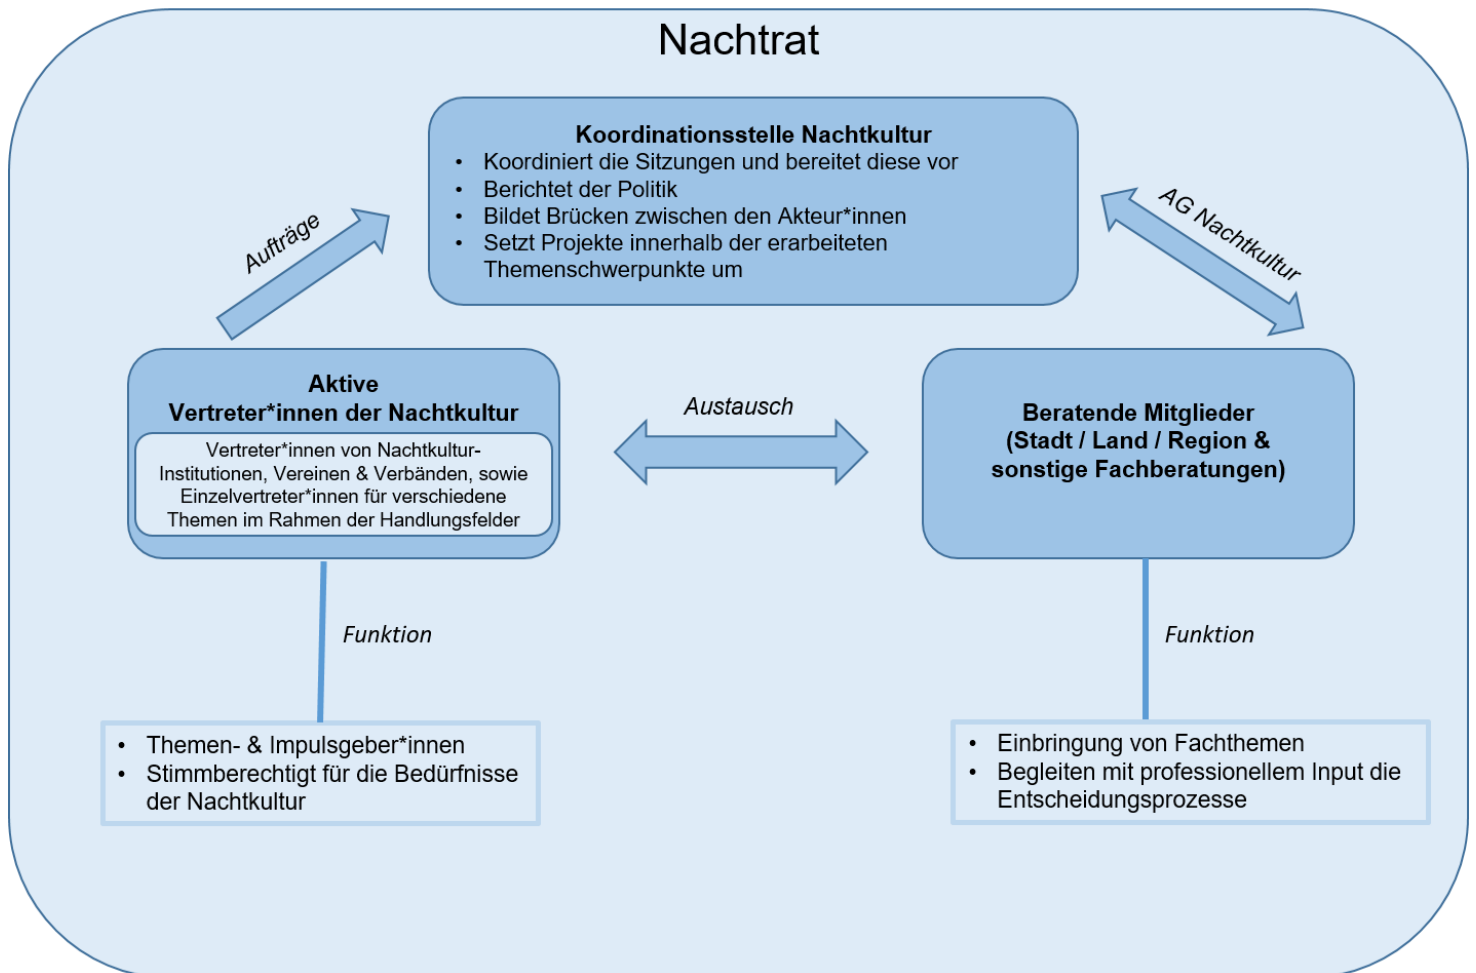 Nachtrat
Koordinationsstelle Nachtkultur
• Koordiniert die Sitzungen und bereitet diese vor
• Berichtet der Politik
• Bildet Brücken zwischen den Akteur*innen
• Setzt Projekte innerhalb der erarbeiteten
Themenschwerpunkte um
Aufträge
AG Nachtkultur
Aktive
Vertreter*innen der Nachtkultur
Vertreter*innen von Nachtkultur-
Institutionen, Vereinen & Verbänden, sowie
Einzelvertreter*innen für verschiedene
Themen im Rahmen der Handlungsfelder
Austausch
Beratende Mitglieder
(Stadt / Land / Region &
sonstige Fachberatungen)
Funktion
Funktion
• Themen- & Impulsgeber*innen
• Stimmberechtigt für die Bedürfnisse
der Nachtkultur
• Einbringung von Fachthemen
• Begleiten mit professionellem Input die
Entscheidungsprozesse